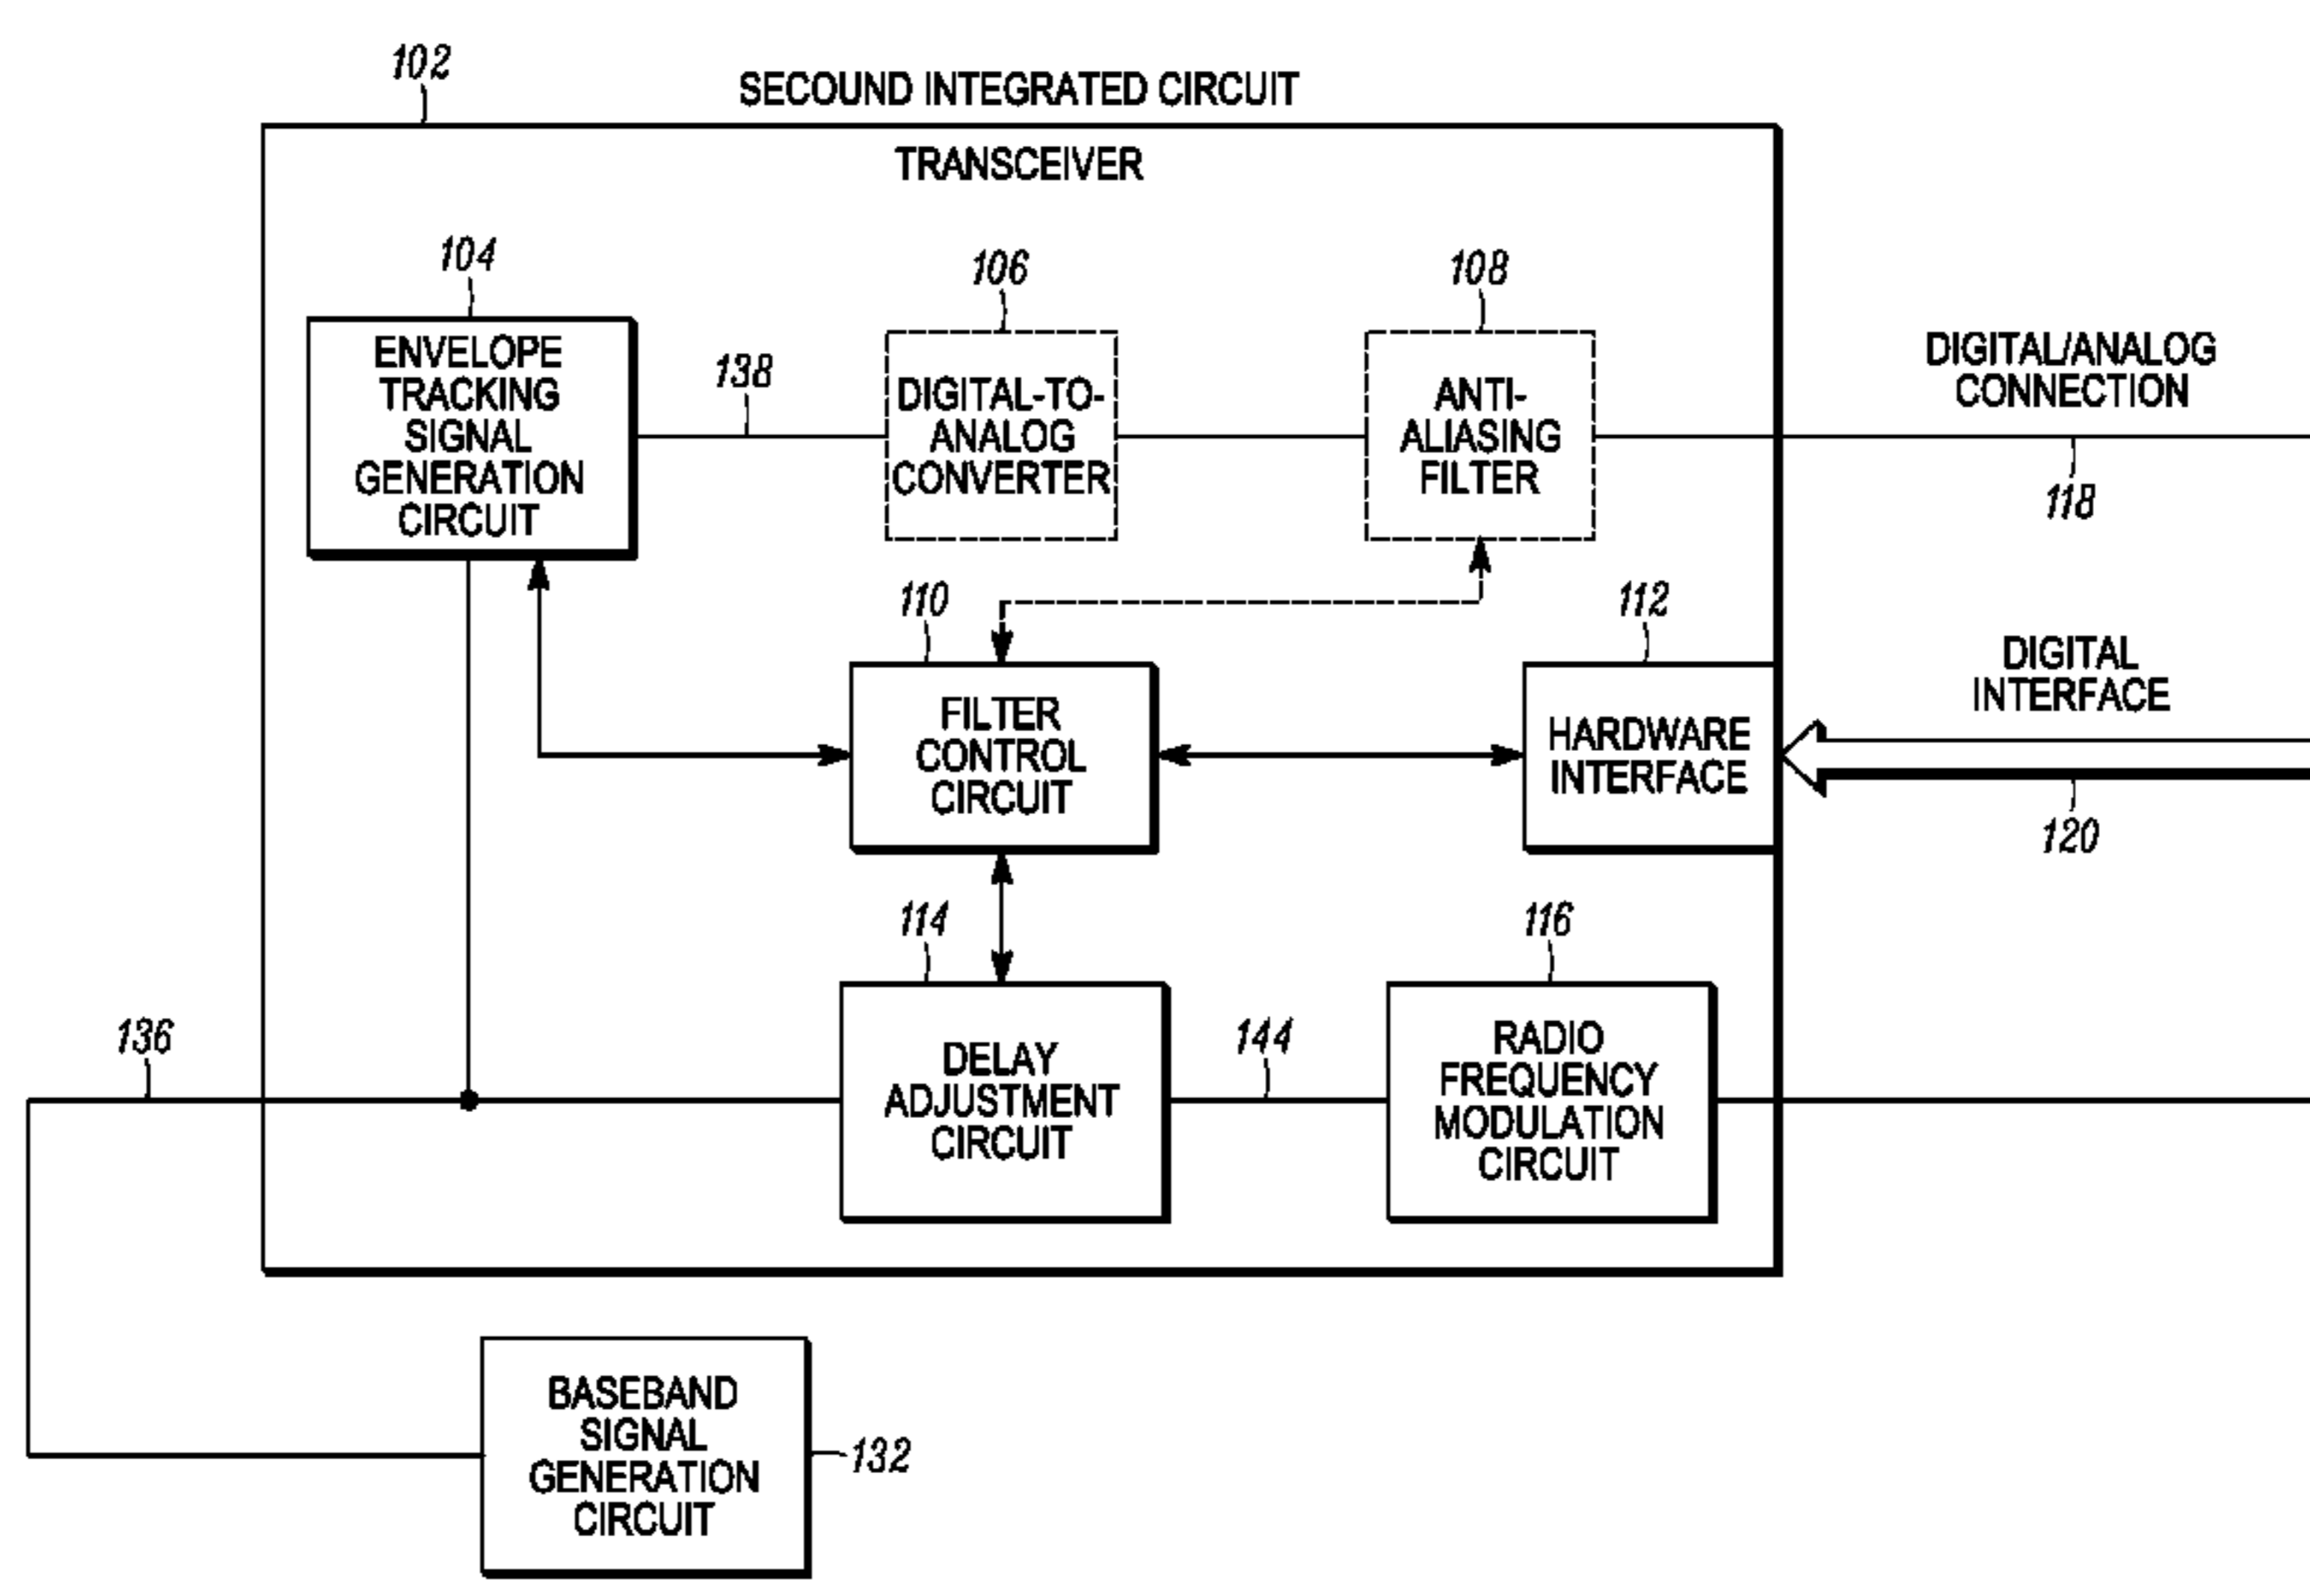 102
SECOUND INTEGRATED CIRCUIT
TRANSCEIVER
104
ENVELOPE
TRACKING
SIGNAL
GENERATION
CIRCUIT
138
106
DIGITAL-TO-
ANALOG
CONVERTER
108
ANTI-
ALIASING
FILTER
DIGITAL/ANALOG
CONNECTION
118
110
FILTER
CONTROL
CIRCUIT
112
HARDWARE
INTERFACE
DIGITAL
INTERFACE
120
114
DELAY
ADJUSTMENT
CIRCUIT
144
116
RADIO
FREQUENCY
MODULATION
CIRCUIT
136
BASEBAND
SIGNAL
GENERATION
CIRCUIT
132